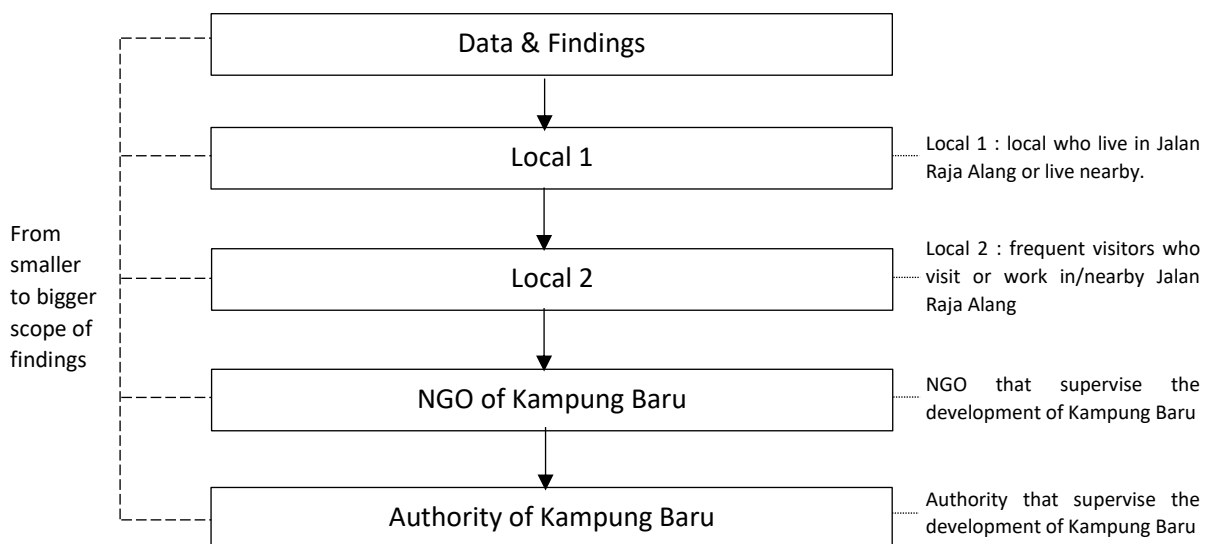 Data & Findings
Local 1
Local 1 : local who live in Jalan
Raja Alang or live nearby.
From
smaller
to bigger
scope of
findings
Local 2
Local 2 : frequent visitors who
visit or work in/nearby Jalan
Raja Alang
NGO of Kampung Baru
NGO that supervise the
development of Kampung Baru
Authority of Kampung Baru
Authority that supervise the
development of Kampung Baru